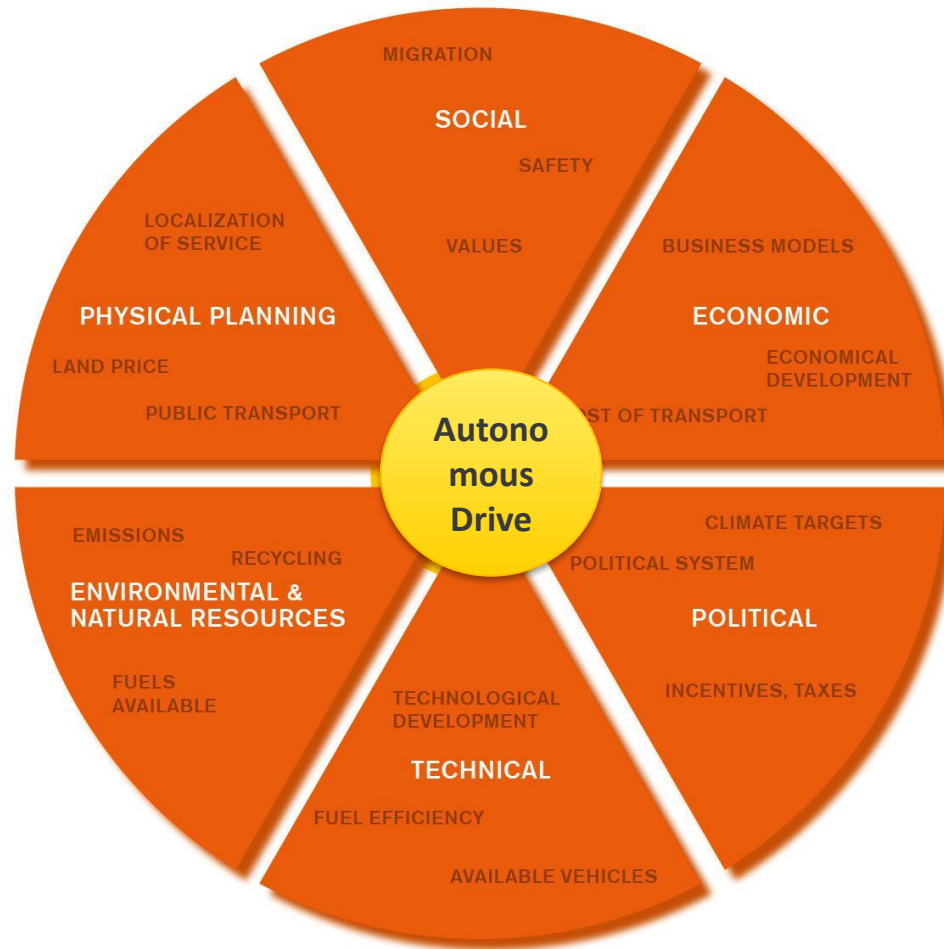 MIGRATION
SOCIAL
SAFETY
VALUES
BUSINESS MODELS
ECONOMIC
ECONOMICAL
DEVELOPMENT
OST OF TRANSPORT
CLIMATE TARGETS
POLITICAL SYSTEM
POLITICAL
INCENTIVES, TAXES
TECHNOLOGICAL
DEVELOPMENT
TECHNICAL
FUEL EFFICIENCY
AVAILABLE VEHICLES
EMISSIONS
RECYCLING
ENVIRONMENTAL &
NATURAL RESOURCES
FUELS
AVAILABLE
LOCALIZATION
OF SERVICE
PHYSICAL PLANNING
LAND PRICE
PUBLIC TRANSPORT
Autono
mous
Drive